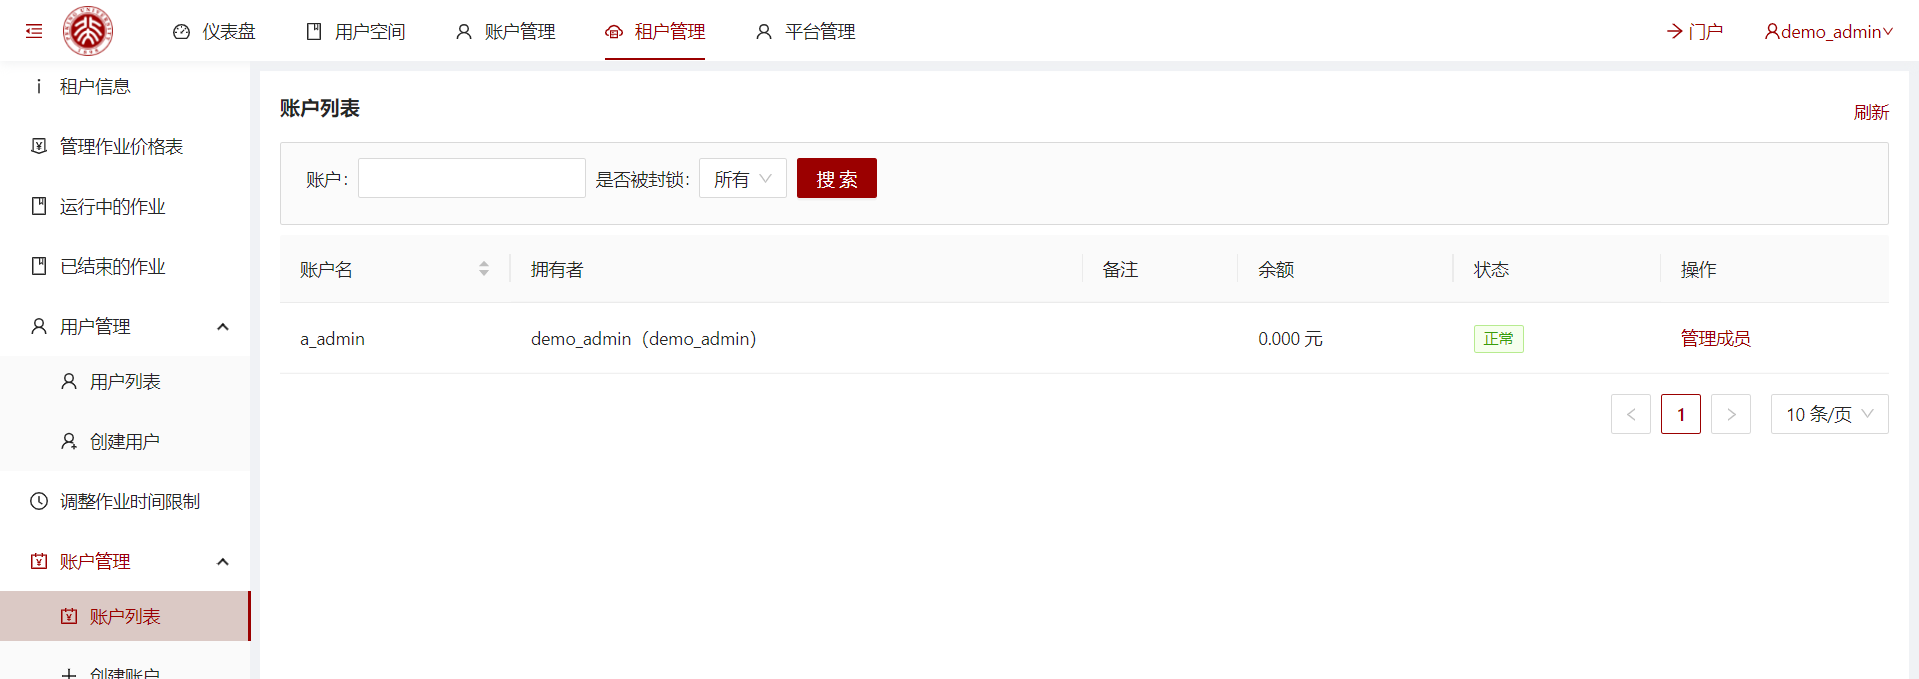 仪表盘 用户空间 账户管理 租户管理 平台管理 门户 demo_admin
租户信息
管理作业价格表
运行中的作业
已结束的作业
用户管理
用户列表
创建用户
调整作业时间限制
账户管理
账户列表
创建账户
账户列表
刷新
账户: 是否被封锁: 所有 搜 索
账户名 拥有者 备注 余额 状态 操作
a_admin demo_admin（demo_admin） 0.000 元 正常 管理成员
< 1 > 10 条/页